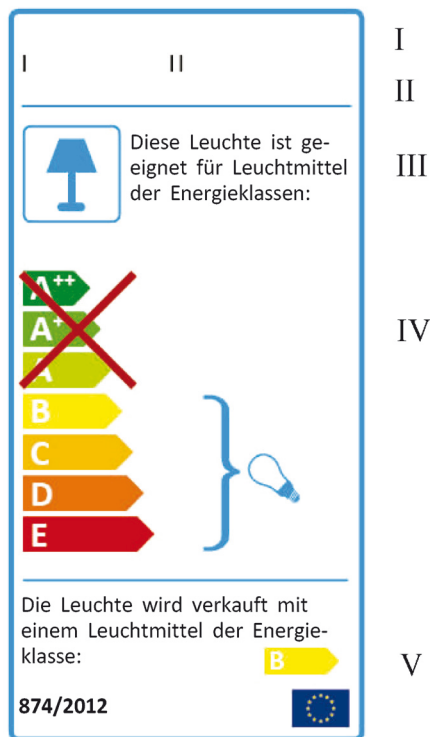 I
I II
II
Diese Leuchte ist ge-
eignet für Leuchtmittel
der Energieklassen:
III
A++
A+
IV
A
B
C
D
E
Die Leuchte wird verkauft mit
einem Leuchtmittel der Energie-
klasse:
B
V
874/2012